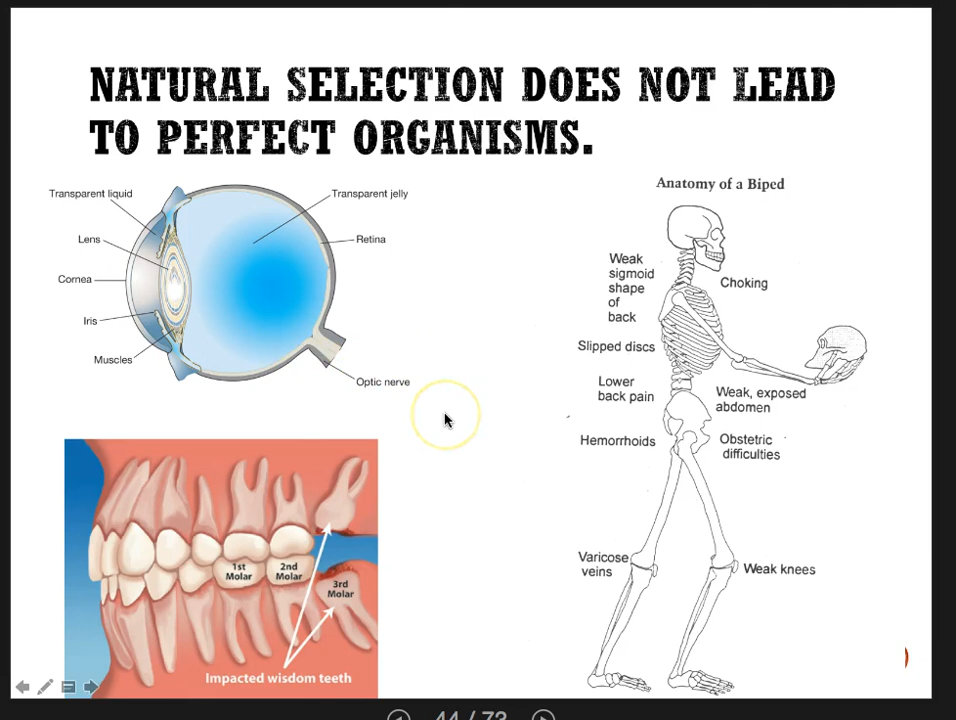 NATURAL SELECTION DOES NOT LEAD
TO PERFECT ORGANISMS.
Transparent liquid
Transparent jelly
Lens
Retina
Cornea
Iris
Muscles
Optic nerve
1st
Molar
2nd
Molar
3rd
Molar
Impacted wisdom teeth
Anatomy of a Biped
Weak
sigmoid
shape
of
back
Choking
Slipped discs
Lower
back pain
Weak, exposed
abdomen
Hemorrhoids
Obstetric
difficulties
Varicose
veins
Weak knees
44 / 73